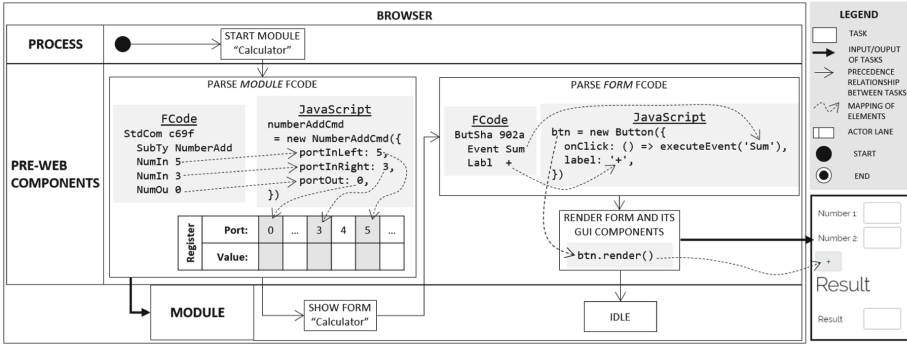 BROWSER
PROCESS
START MODULE
“Calculator”
PRE-WEB
COMPONENTS
PARSE MODULE FCODE
FCode
StdCom c69f
SubTy NumberAdd
NumIn 5
NumIn 3
NumOu 0
JavaScript
numberAddCmd
= new NumberAddCmd({
portInLeft: 5,
portInRight: 3,
portOut: 0,
})
Register
Port: 0 ... 3 4 5 ...
Value:
PARSE FORM FCODE
FCode
ButSha 902a
Event Sum
Labl +
JavaScript
btn = new Button({
onClick: () => executeEvent('Sum'),
label: '+',
})
RENDER FORM AND ITS
GUI COMPONENTS
btn.render()
MODULE
SHOW FORM
“Calculator”
IDLE
LEGEND
TASK
INPUT/OUPUT
OF TASKS
PRECEDENCE
RELATIONSHIP
BETWEEN TASKS
MAPPING OF
ELEMENTS
ACTOR LANE
START
END
Number 1:
Number 2:
+
Result
Result